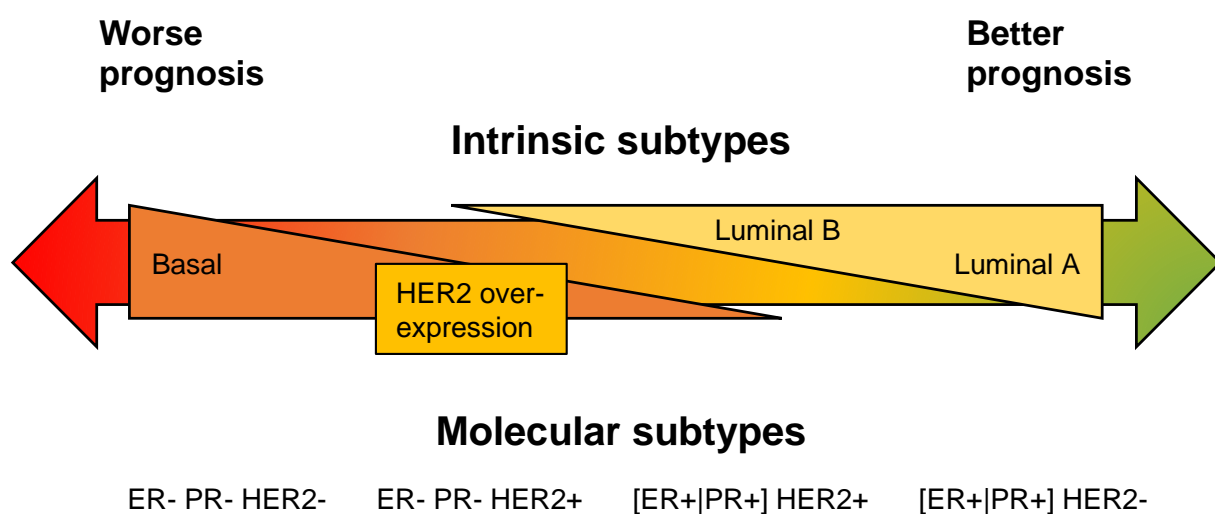 Worse
prognosis
Better
prognosis
Intrinsic subtypes
Luminal B
Basal
Luminal A
HER2 over-
expression
Molecular subtypes
ER- PR- HER2-
ER- PR- HER2+
[ER+|PR+] HER2+
[ER+|PR+] HER2-